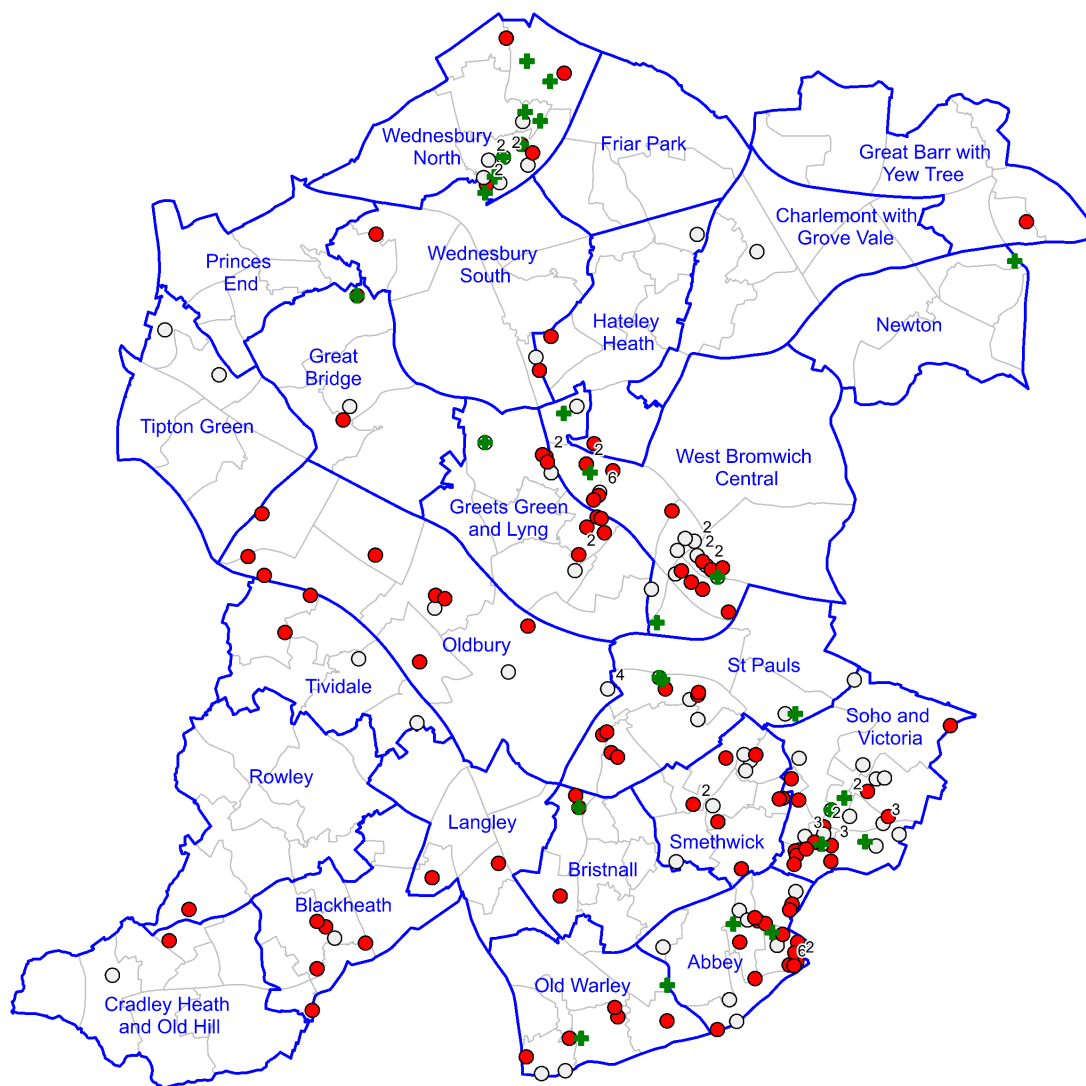 Wednesbury
North
2
2
2
Friar Park
Great Barr with
Yew Tree
Charlemont with
Grove Vale
Wednesbury
South
Princes
End
Hateley
Heath
Newton
Great
Bridge
Tipton Green
2
2
6
West Bromwich
Central
Greets Green
and Lyng
2
2
2
2
Oldbury
St Pauls
4
Tividale
Soho and
Victoria
Rowley
2
2
3
2
3
3
Langley
Smethwick
Bristnall
Blackheath
Abbey
6
2
Old Warley
Cradley Heath
and Old Hill